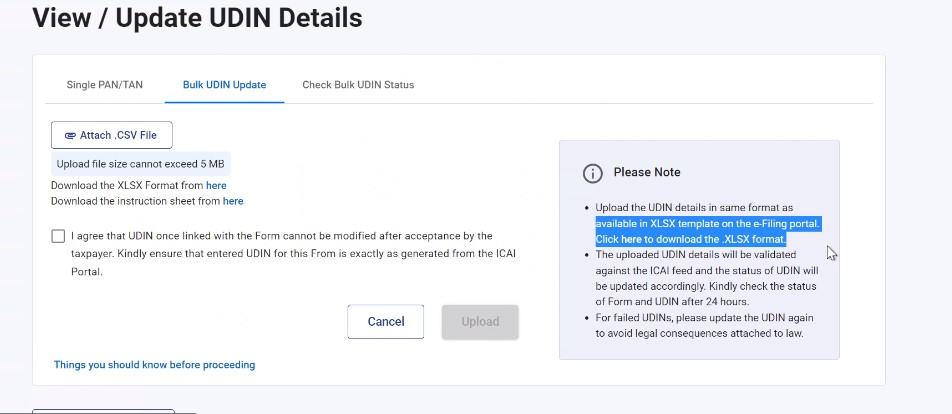 View / Update UDIN Details
Single PAN/TAN
Bulk UDIN Update
Check Bulk UDIN Status
Attach .CSV File
Upload file size cannot exceed 5 MB
Download the XLSX Format from here
Download the instruction sheet from here
I agree that UDIN once linked with the Form cannot be modified after acceptance by the
taxpayer. Kindly ensure that entered UDIN for this From is exactly as generated from the ICAI
Portal.
Cancel
Upload
Things you should know before proceeding
Please Note
• Upload the UDIN details in same format as
available in XLSX template on the e-Filing portal.
Click here to download the .XLSX format.
• The uploaded UDIN details will be validated
against the ICAI feed and the status of UDIN will
be updated accordingly. Kindly check the status
of Form and UDIN after 24 hours.
• For failed UDINs, please update the UDIN again
to avoid legal consequences attached to law.